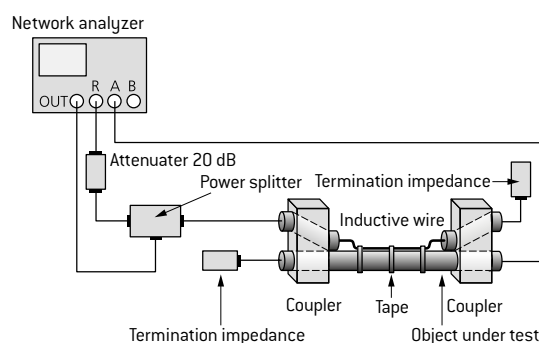 Network analyzer
R A B
OUT
Attenuater 20 dB
Power splitter
Termination impedance
Inductive wire
Coupler
Tape
Coupler
Termination impedance
Object under test